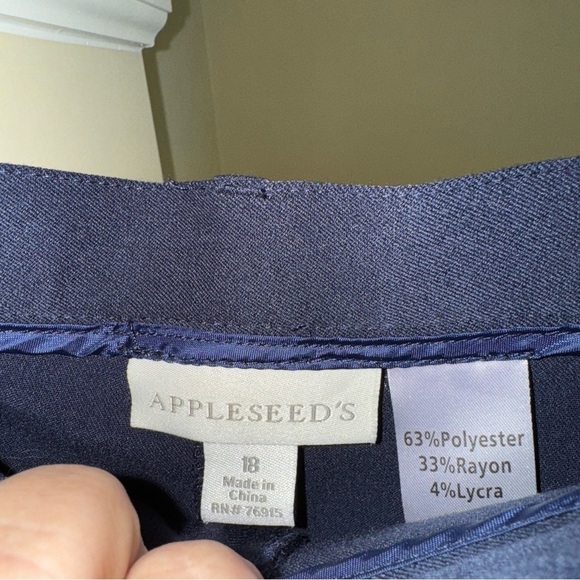 APPLESEED'S
18
Made in
China
RN# 76915
63%Polyester
33%Rayon
4%Lycra